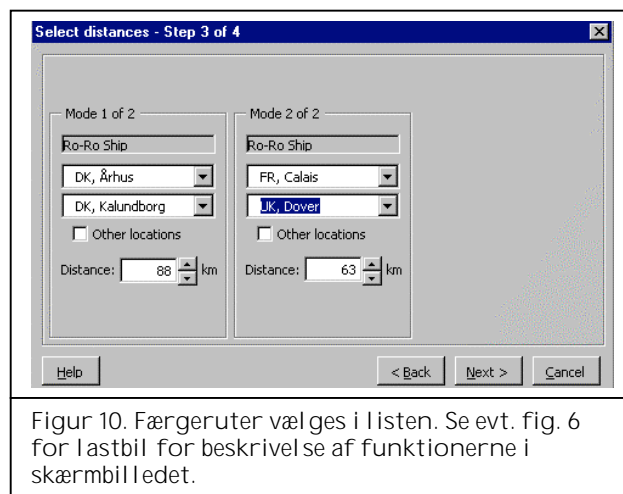 Select distances - Step 3 of 4
Mode 1 of 2
Ro-Ro Ship
DK, Århus
DK, Kalundborg
Other locations
Distance: 88 km
Mode 2 of 2
Ro-Ro Ship
FR, Calais
UK, Dover
Other locations
Distance: 63 km
Help
< Back
Next >
Cancel
Figur 10. Færgeruter vælges i listen. Se evt. fig. 6
for lastbil for beskrivelse af funktionerne i
skærmbilledet.